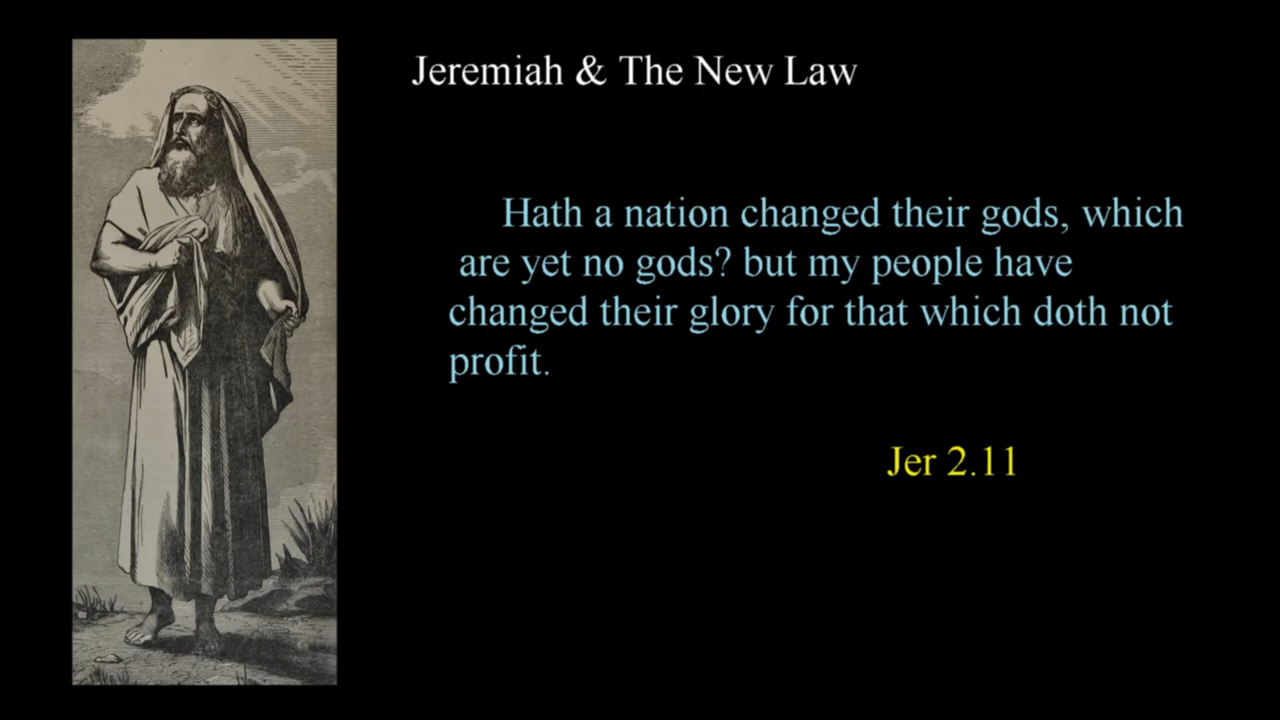 Jeremiah & The New Law
Hath a nation changed their gods, which
are yet no gods? but my people have
changed their glory for that which doth not
profit.
Jer 2.11